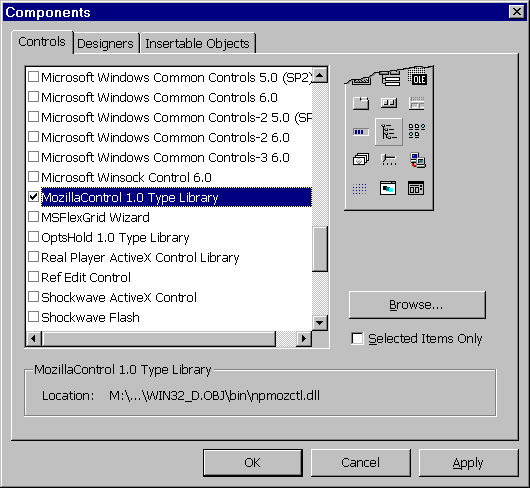 Components
Controls Designers Insertable Objects
Microsoft Windows Common Controls 5.0 (SP2)
Microsoft Windows Common Controls 6.0
Microsoft Windows Common Controls-2 5.0 (SP
Microsoft Windows Common Controls-2 6.0
Microsoft Windows Common Controls-3 6.0
Microsoft Winsock Control 6.0
MozillaControl 1.0 Type Library
MSFlexGrid Wizard
OptsHold 1.0 Type Library
Real Player ActiveX Control Library
Ref Edit Control
Shockwave ActiveX Control
Shockwave Flash
OLE
Browse...
Selected Items Only
MozillaControl 1.0 Type Library
Location: M:\...\WIN32_D.OBJ\bin\npmozctl.dll
OK Cancel Apply